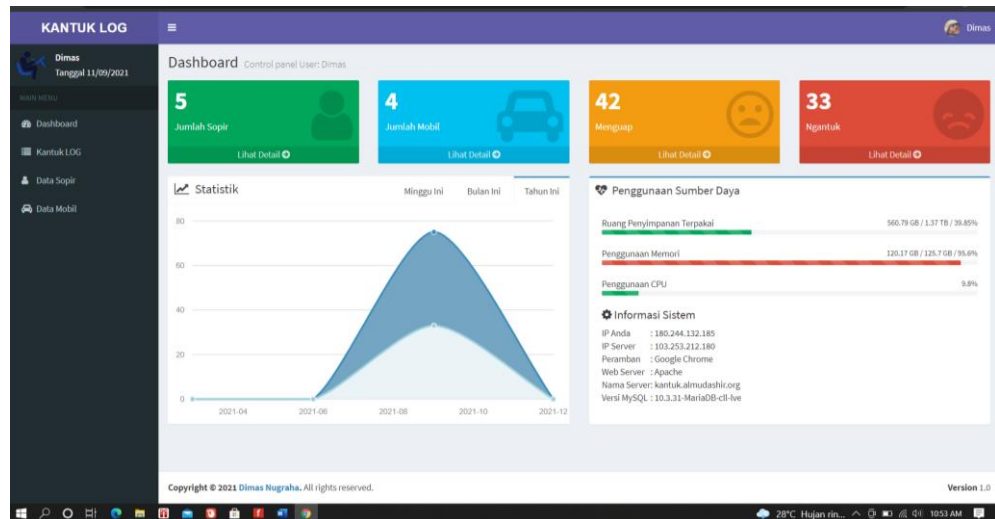 KANTUK LOG
Dimas
Dimas
Tanggal 11/09/2021
MAIN MENU
Dashboard
Kantuk LOG
Data Sopir
Data Mobil
Dashboard Control panel User: Dimas
5
Jumlah Sopir
Lihat Detail
4
Jumlah Mobil
Lihat Detail
42
Menguap
Lihat Detail
33
Ngantuk
Lihat Detail
Statistik
Minggu Ini Bulan Ini Tahun Ini
80
60
40
20
0
2021-04 2021-06 2021-08 2021-10 2021-12
Penggunaan Sumber Daya
Ruang Penyimpanan Terpakai 560.79 GB / 1.37 TB / 39.85%
Penggunaan Memori 120.17 GB / 125.7 GB / 95.6%
Penggunaan CPU 9.8%
Informasi Sistem
IP Anda : 180.244.132.185
IP Server : 103.253.212.180
Peramban : Google Chrome
Web Server : Apache
Nama Server: kantuk.almudashir.org
Versi MySQL : 10.3.31-MariaDB-cll-lve
Copyright © 2021 Dimas Nugraha. All rights reserved.
Version 1.0
28°C Hujan rin... 10:53 AM